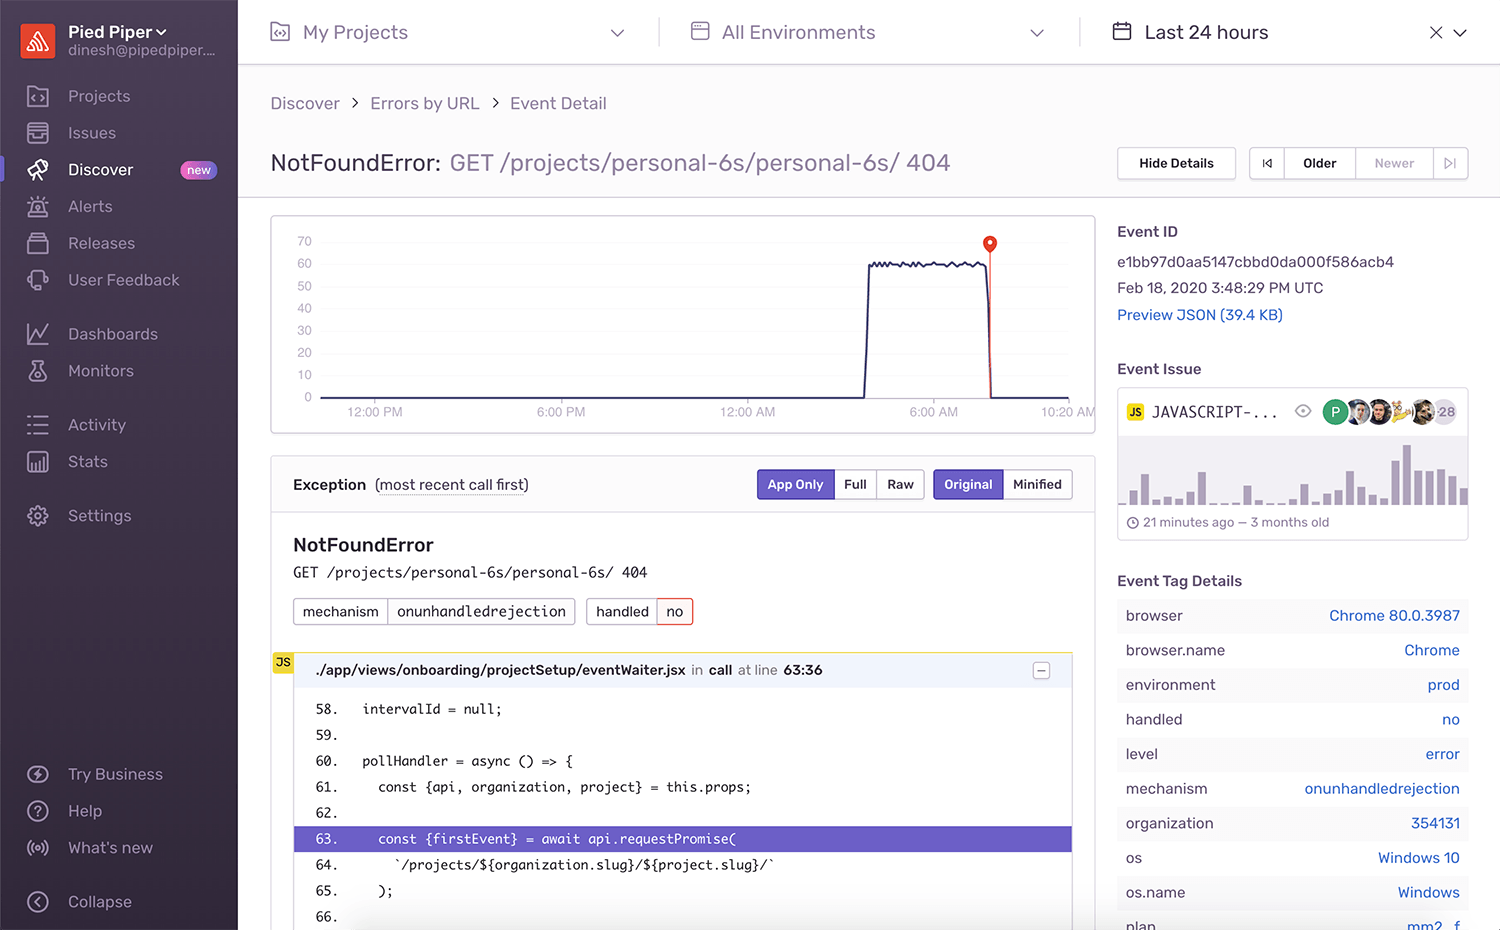 Pied Piper
dinesh@pipedpiper....
Projects
Issues
Discover new
Alerts
Releases
User Feedback
Dashboards
Monitors
Activity
Stats
Settings
Try Business
Help
What's new
Collapse
My Projects
All Environments
Last 24 hours
Discover > Errors by URL > Event Detail
NotFoundError: GET /projects/personal-6s/personal-6s/ 404
Hide Details
Older
Newer
70
60
50
40
30
20
10
0
12:00 PM 6:00 PM 12:00 AM 6:00 AM 10:20 AM
Exception (most recent call first)
App Only Full Raw
Original Minified
NotFoundError
GET /projects/personal-6s/personal-6s/ 404
mechanism onunhandledrejection handled no
JS
./app/views/onboarding/projectSetup/eventWaiter.jsx in call at line 63:36
58. intervalId = null;
59.
60. pollHandler = async () => {
61. const {api, organization, project} = this.props;
62.
63. const {firstEvent} = await api.requestPromise(
64. `/projects/${organization.slug}/${project.slug}/`
65. );
66.
Event ID
e1bb97d0aa5147cbbd0da000f586acb4
Feb 18, 2020 3:48:29 PM UTC
Preview JSON (39.4 KB)
Event Issue
JS JAVASCRIPT-... P 28
21 minutes ago — 3 months old
Event Tag Details
browser Chrome 80.0.3987
browser.name Chrome
environment prod
handled no
level error
mechanism onunhandledrejection
organization 354131
os Windows 10
os.name Windows
plan mm2_f